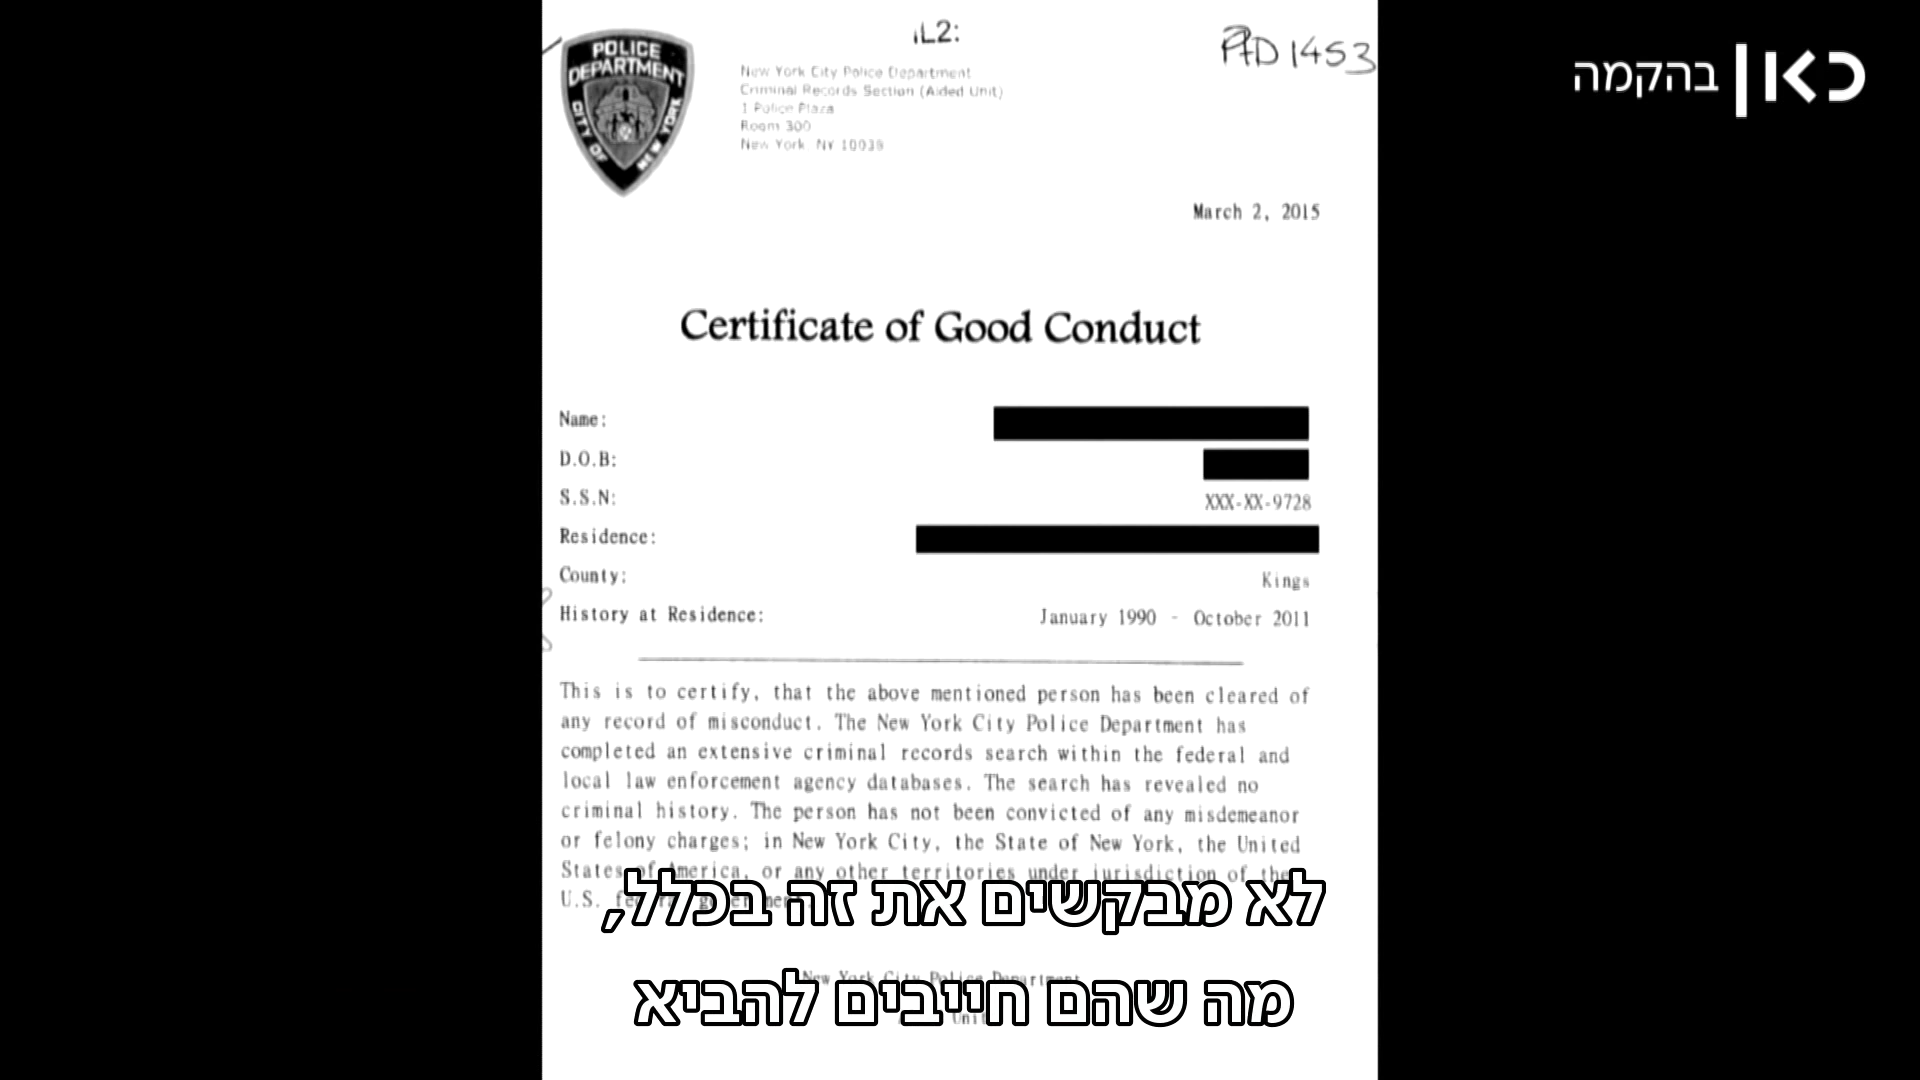 POLICE
DEPARTMENT
CITY OF
NEW YORK
IL2:
PAD 1453
New York City Police Department
Criminal Records Section (Aided Unit)
1 Police Plaza
Room 300
New York NY 10038
כאן | בהקמה
March 2, 2015
Certificate of Good Conduct
Name:
D.O.B:
S.S.N: XXX-XX-9728
Residence:
County: Kings
History at Residence: January 1990 - October 2011
This is to certify, that the above mentioned person has been cleared of
any record of misconduct. The New York City Police Department has
completed an extensive criminal records search within the federal and
local law enforcement agency databases. The search has revealed no
criminal history. The person has not been convicted of any misdemeanor
or felony charges; in New York City, the State of New York, the United
States of America, or any other territories under jurisdiction of the
U.S.
לא מבקשים את זה בכלל,
New York City Police Department
מה שהם חייבים להביא
Unit